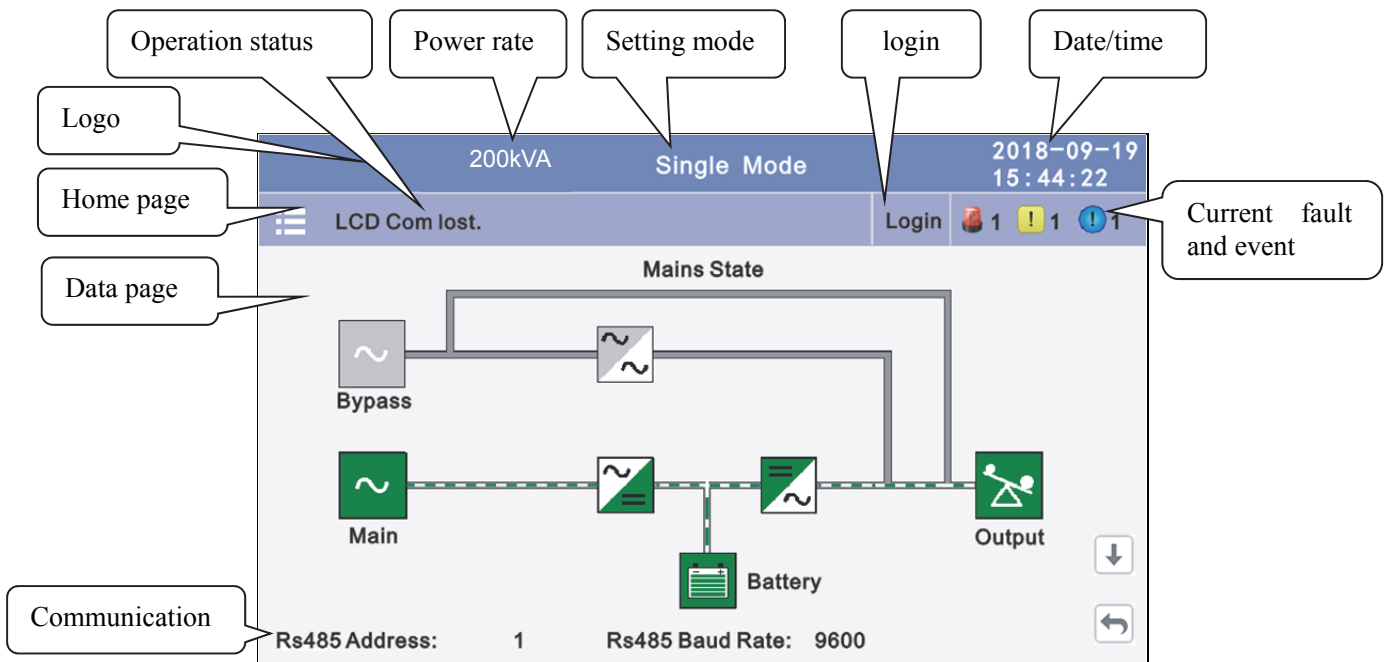 Operation status
Power rate
Setting mode
login
Date/time
Logo
200kVA
Single Mode
2018-09-19
15:44:22
Home page
LCD Com lost.
Login
1
1
1
Current fault
and event
Data page
Mains State
Bypass
Main
Output
Battery
Communication
Rs485 Address: 1 Rs485 Baud Rate: 9600